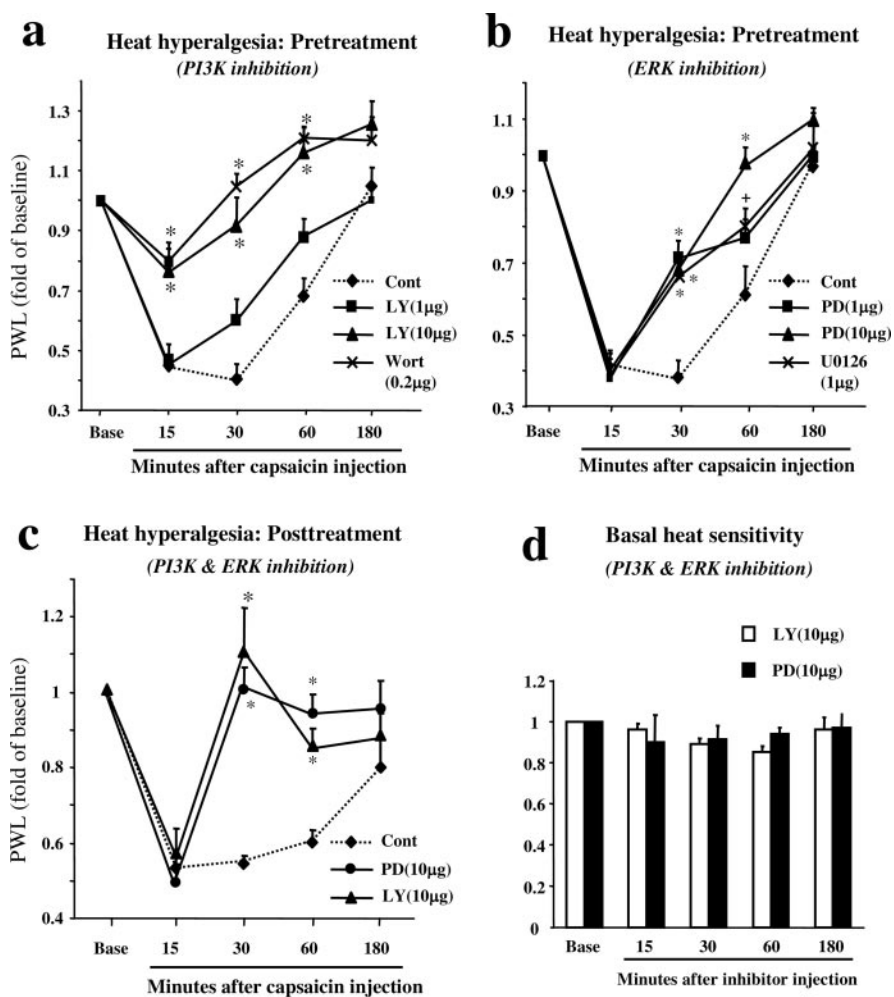 a
Heat hyperalgesia: Pretreatment
(PI3K inhibition)
PWL (fold of baseline)
1.3
1.1
0.9
0.7
0.5
0.3
*
*
*
*
*
*
Cont
LY(1µg)
LY(10µg)
Wort
(0.2µg)
Base 15 30 60 180
Minutes after capsaicin injection
b
Heat hyperalgesia: Pretreatment
(ERK inhibition)
1.1
0.9
0.7
0.5
0.3
*
*
+
*
*
Cont
PD(1µg)
PD(10µg)
U0126
(1µg)
Base 15 30 60 180
Minutes after capsaicin injection
c
Heat hyperalgesia: Posttreatment
(PI3K & ERK inhibition)
PWL (fold of baseline)
1.2
1
0.8
0.6
0.4
*
*
*
*
Cont
PD(10µg)
LY(10µg)
Base 15 30 60 180
Minutes after capsaicin injection
d
Basal heat sensitivity
(PI3K & ERK inhibition)
LY(10µg)
PD(10µg)
1.2
1
0.8
0.6
0.4
0.2
0
Base 15 30 60 180
Minutes after inhibitor injection